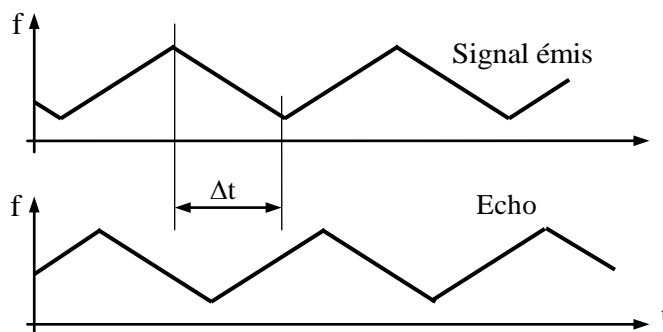 f
Signal émis
Δt
f
Echo
t